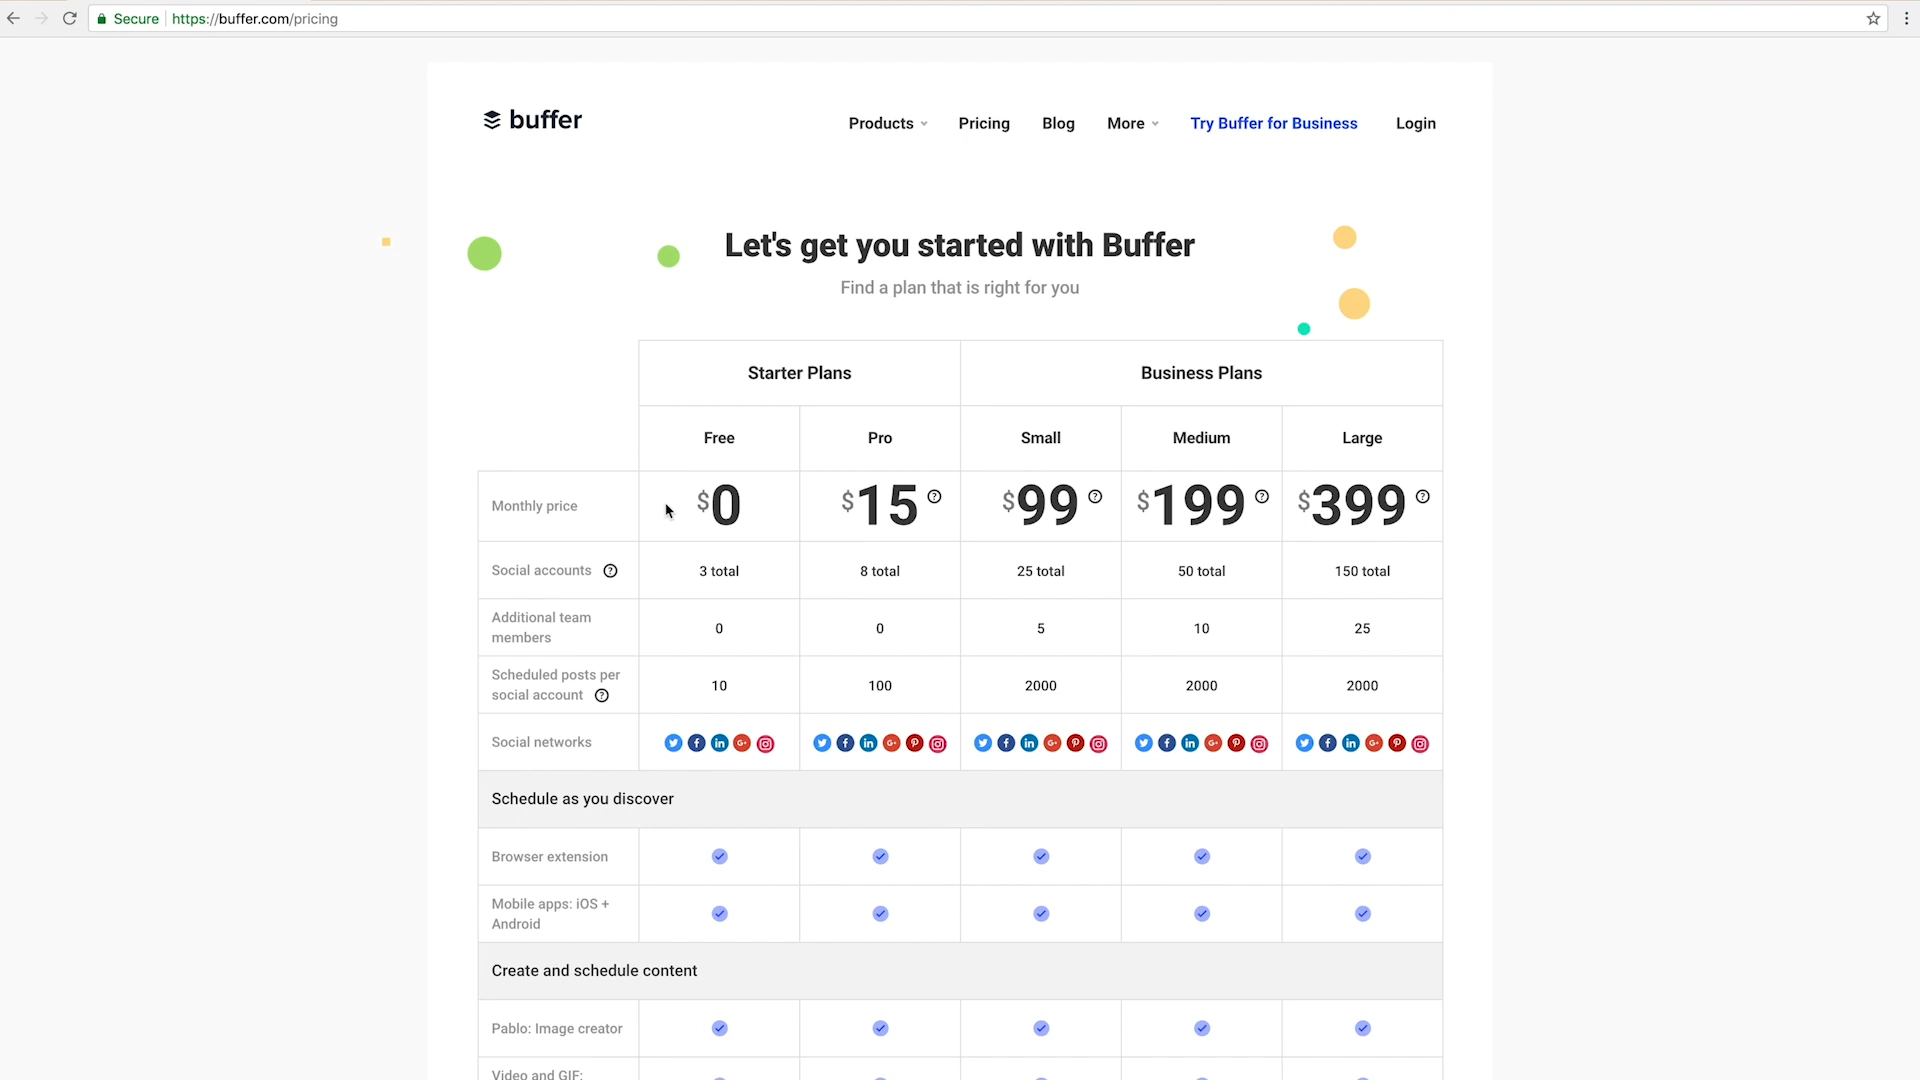 Secure
https://buffer.com/pricing
buffer
Products Pricing Blog More Try Buffer for Business Login
Let's get you started with Buffer
Find a plan that is right for you
Starter Plans Business Plans
Free Pro Small Medium Large
Monthly price $0 $15 ? $99 ? $199 ? $399 ?
Social accounts ? 3 total 8 total 25 total 50 total 150 total
Additional team
members 0 0 5 10 25
Scheduled posts per
social account ? 10 100 2000 2000 2000
Social networks
Schedule as you discover
Browser extension
Mobile apps: iOS +
Android
Create and schedule content
Pablo: Image creator
Video and GIF: